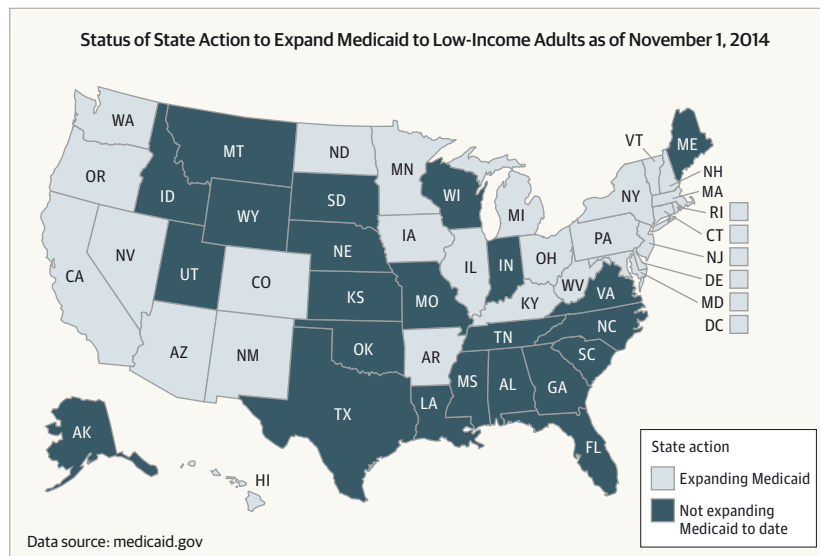 Status of State Action to Expand Medicaid to Low-Income Adults as of November 1, 2014
WA
MT
ND
MN
VT
ME
OR
ID
SD
WI
NH
NY
MA
WY
MI
RI
NV
IA
PA
CT
NE
NJ
CA
UT
CO
IL
IN
OH
DE
WV
VA
MD
KS
MO
KY
DC
NC
TN
AZ
NM
OK
AR
SC
MS
AL
GA
TX
LA
AK
FL
HI
State action
Expanding Medicaid
Not expanding
Medicaid to date
Data source: medicaid.gov